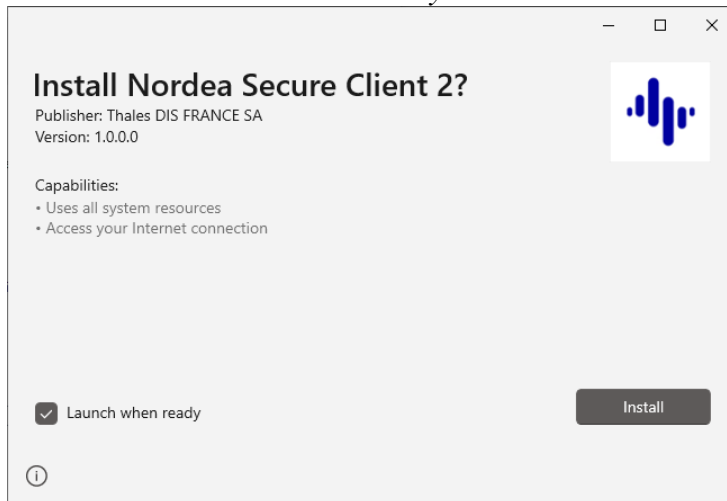 Install Nordea Secure Client 2?
Publisher: Thales DIS FRANCE SA
Version: 1.0.0.0
Capabilities:
• Uses all system resources
• Access your Internet connection
Launch when ready
Install